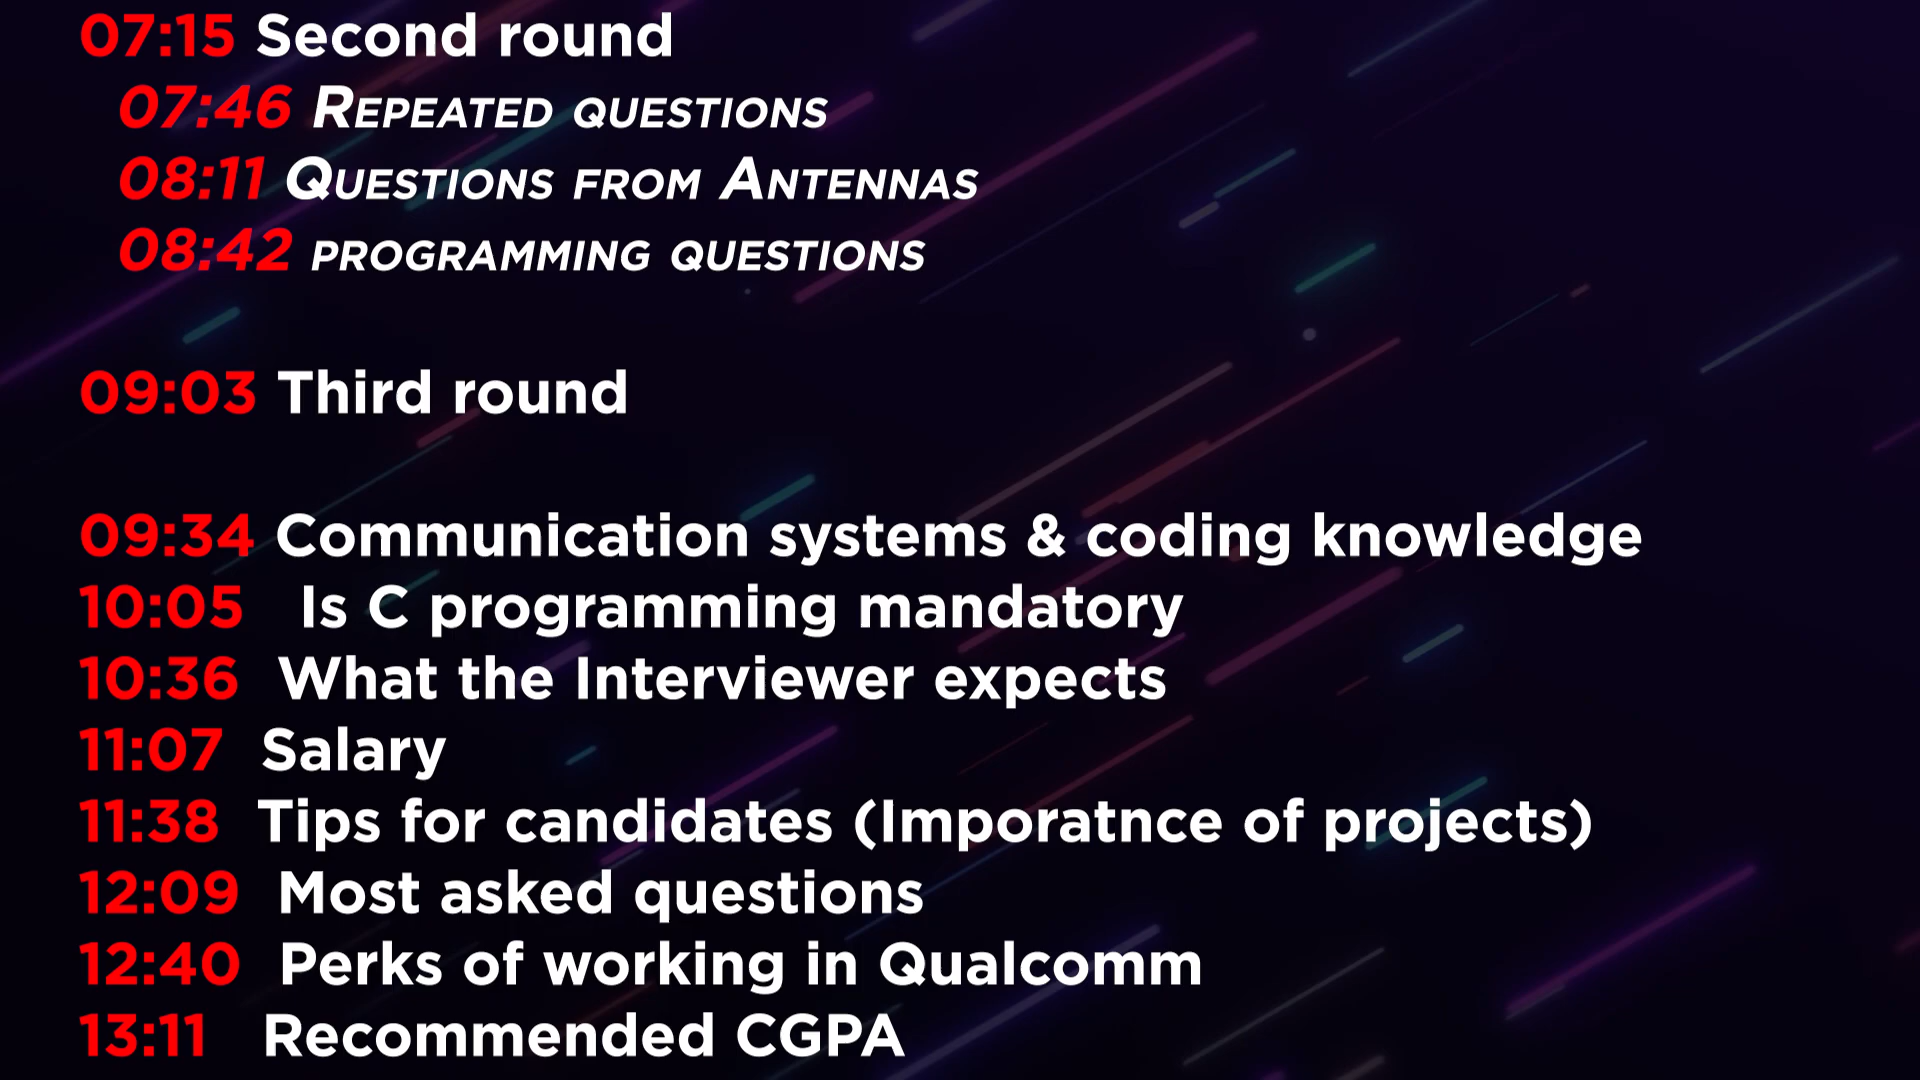 07:15 Second round
07:46 Repeated questions
08:11 Questions from Antennas
08:42 programming questions
09:03 Third round
09:34 Communication systems & coding knowledge
10:05 Is C programming mandatory
10:36 What the Interviewer expects
11:07 Salary
11:38 Tips for candidates (Imporatnce of projects)
12:09 Most asked questions
12:40 Perks of working in Qualcomm
13:11 Recommended CGPA